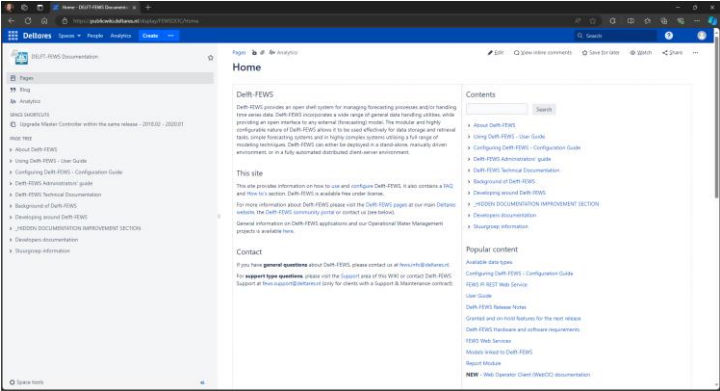 Home - DELFT-FEWS Document
https://publicwiki.deltares.nl/display/FEWSDOC/Home
Deltares Spaces People Analytics Create ···
Search
DELFT-FEWS Documentation
Pages
Blog
Analytics
SPACE SHORTCUTS
Upgrade Master Controller within the same release - 2018.02 - 2020.01
PAGE TREE
About Delft-FEWS
Using Delft-FEWS - User Guide
Configuring Delft-FEWS - Configuration Guide
Delft-FEWS Administrators' guide
Delft-FEWS Technical Documentation
Background of Delft-FEWS
Developing around Delft-FEWS
_HIDDEN DOCUMENTATION IMPROVEMENT SECTION
Developers documentation
Stuurgroep information
Space tools
Pages Analytics
Edit View inline comments Save for later Watch Share ···
Home
Delft-FEWS
Delft-FEWS provides an open shell system for managing forecasting processes and/or handling
time series data. Delft-FEWS incorporates a wide range of general data handling utilities, while
providing an open interface to any external (forecasting) model. The modular and highly
configurable nature of Delft-FEWS allows it to be used effectively for data storage and retrieval
tasks, simple forecasting systems and in highly complex systems utilising a full range of
modeling techniques. Delft-FEWS can either be deployed in a stand-alone, manually driven
environment, or in a fully automated distributed client-server environment.
This site
This site provides information on how to use and configure Delft-FEWS. It also contains a FAQ
and How to's section. Delft-FEWS is available free under license.
For more information about Delft-FEWS please visit the Delft-FEWS pages at our main Deltares
website, the Delft-FEWS community portal or contact us (see below).
General information on Delft-FEWS applications and our Operational Water Management
projects is available here.
Contact
If you have general questions about Delft-FEWS, please contact us at fews.info@deltares.nl.
For support type questions, please visit the Support area of this WIKI or contact Delft-FEWS
Support at fews.support@deltares.nl (only for clients with a Support & Maintenance contract)
Contents
Search
About Delft-FEWS
Using Delft-FEWS - User Guide
Configuring Delft-FEWS - Configuration Guide
Delft-FEWS Administrators' guide
Delft-FEWS Technical Documentation
Background of Delft-FEWS
Developing around Delft-FEWS
_HIDDEN DOCUMENTATION IMPROVEMENT SECTION
Developers documentation
Stuurgroep information
Popular content
Available data types
Configuring Delft-FEWS - Configuration Guide
FEWS PI REST Web Service
User Guide
Delft-FEWS Release Notes
Granted and on-hold features for the next release
Delft-FEWS Hardware and software requirements
FEWS Web Services
Models linked to Delft-FEWS
Report Module
NEW - Web Operator Client (WebOC) documentation